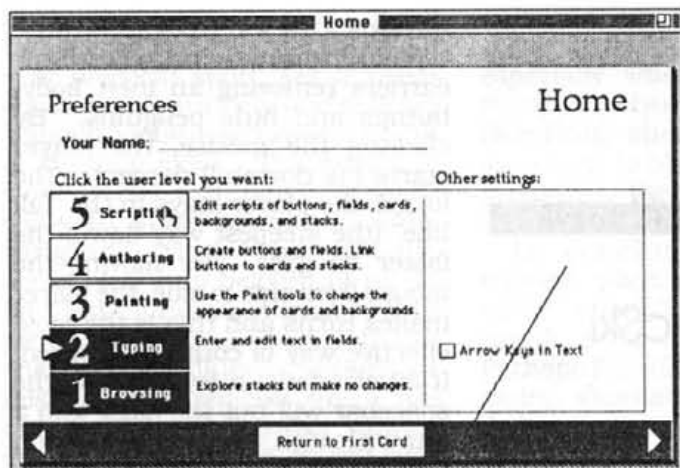 Home
Preferences
Home
Your Name:
Click the user level you want:
Other settings:
5 Scripting
Edit scripts of buttons, fields, cards,
backgrounds, and stacks.
4 Authoring
Create buttons and fields. Link
buttons to cards and stacks.
3 Painting
Use the Paint tools to change the
appearance of cards and backgrounds.
2 Typing
Enter and edit text in fields.
Arrow Keys in Text
1 Browsing
Explore stacks but make no changes.
Return to First Card